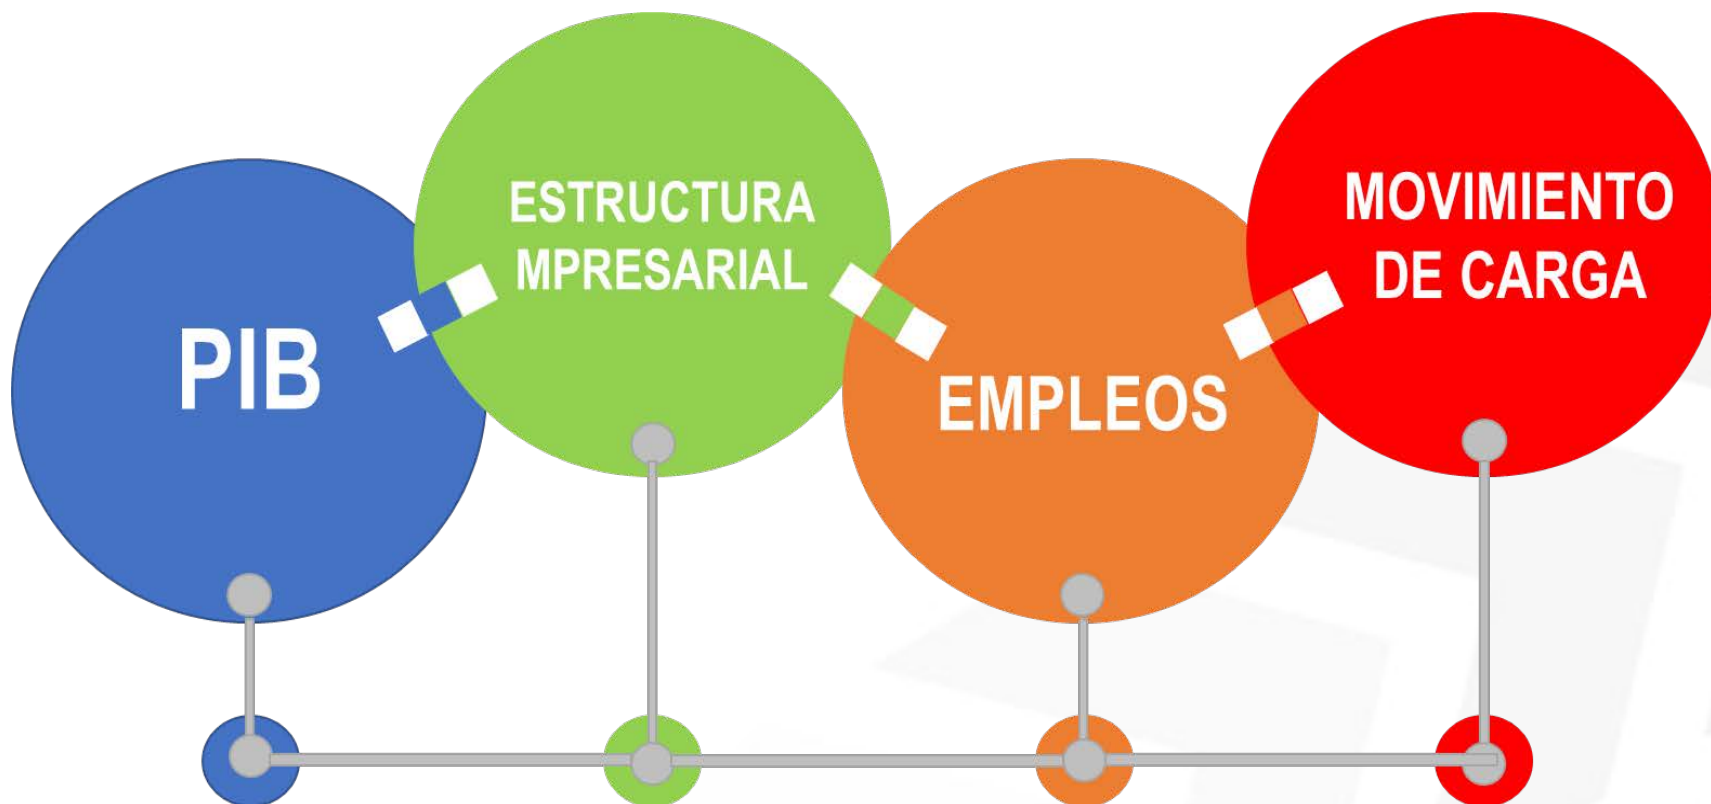 PIB
ESTRUCTURA
MPRESARIAL
EMPLEOS
MOVIMIENTO
DE CARGA